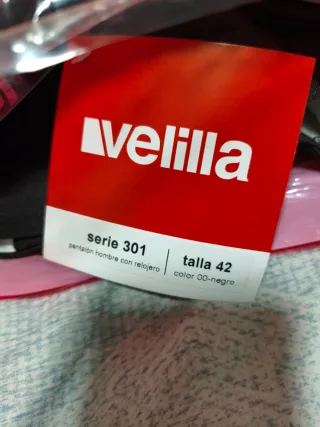 velilla
serie 301
pantalón hombre con relojero
talla 42
color 00-negro